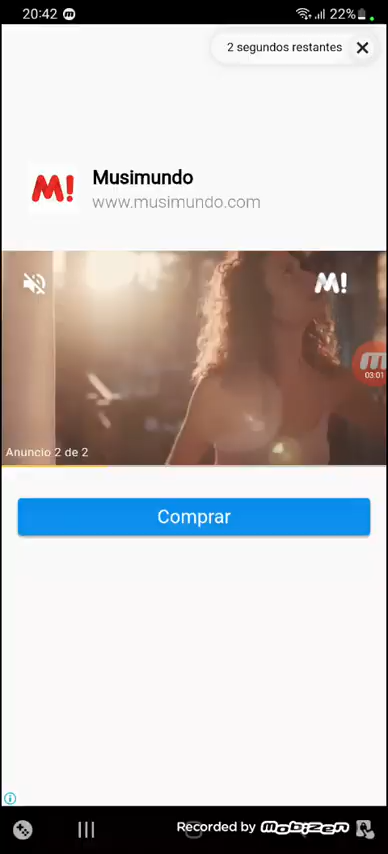 20:42 22%
2 segundos restantes
M!
Musimundo
www.musimundo.com
M!
03:01
Anuncio 2 de 2
Comprar
Recorded by Mobizen